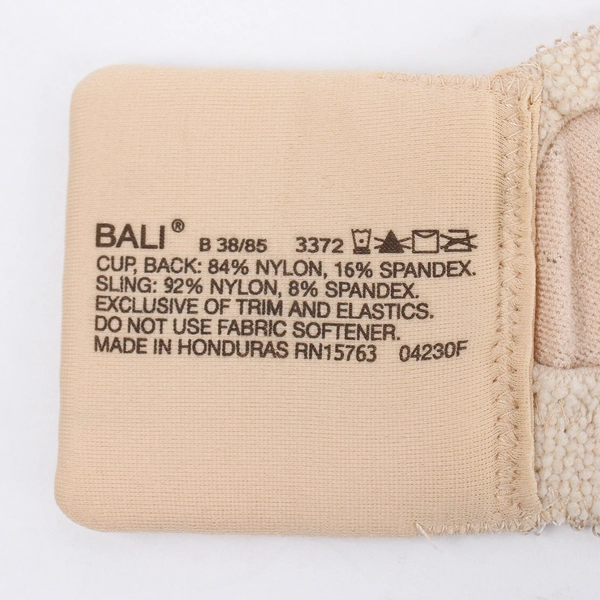 BALI® B 38/85 3372
CUP, BACK: 84% NYLON, 16% SPANDEX.
SLING: 92% NYLON, 8% SPANDEX.
EXCLUSIVE OF TRIM AND ELASTICS.
DO NOT USE FABRIC SOFTENER.
MADE IN HONDURAS RN15763 04230F